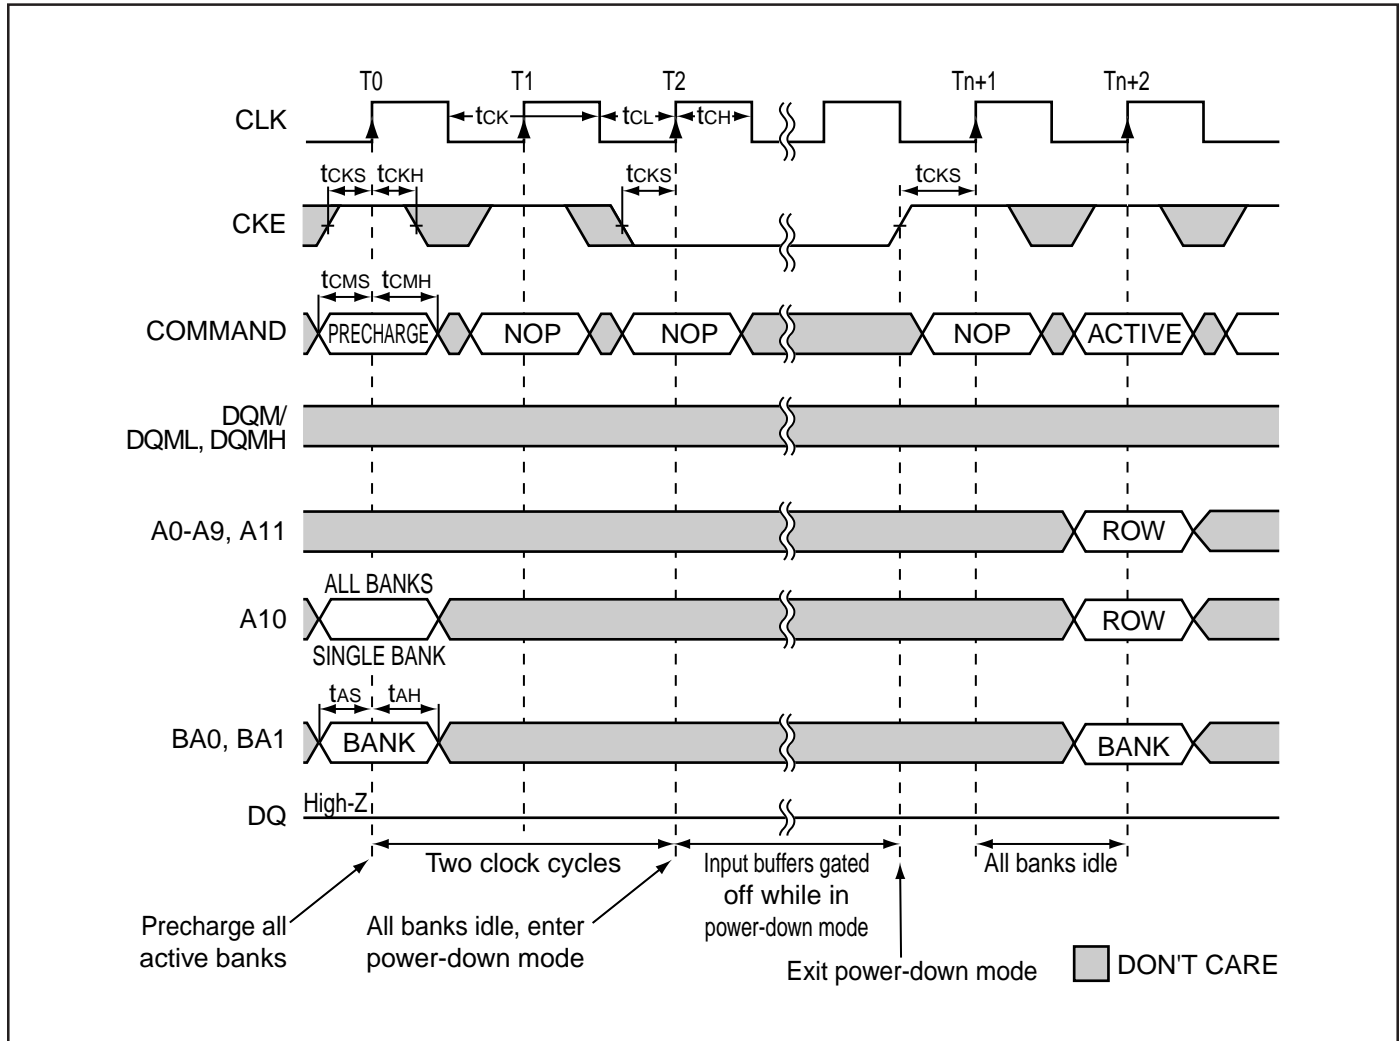 T0 T1 T2 Tn+1 Tn+2
CLK tCK tCL tCH
tCKS tCKH tCKS tCKS
CKE
tCMS tCMH
COMMAND PRECHARGE NOP NOP NOP ACTIVE
DQM/
DQML, DQMH
A0-A9, A11 ROW
ALL BANKS
A10 ROW
SINGLE BANK
tAS tAH
BA0, BA1 BANK BANK
High-Z
DQ
Two clock cycles
Input buffers gated
off while in
power-down mode
All banks idle
Precharge all
active banks
All banks idle, enter
power-down mode
Exit power-down mode
DON'T CARE